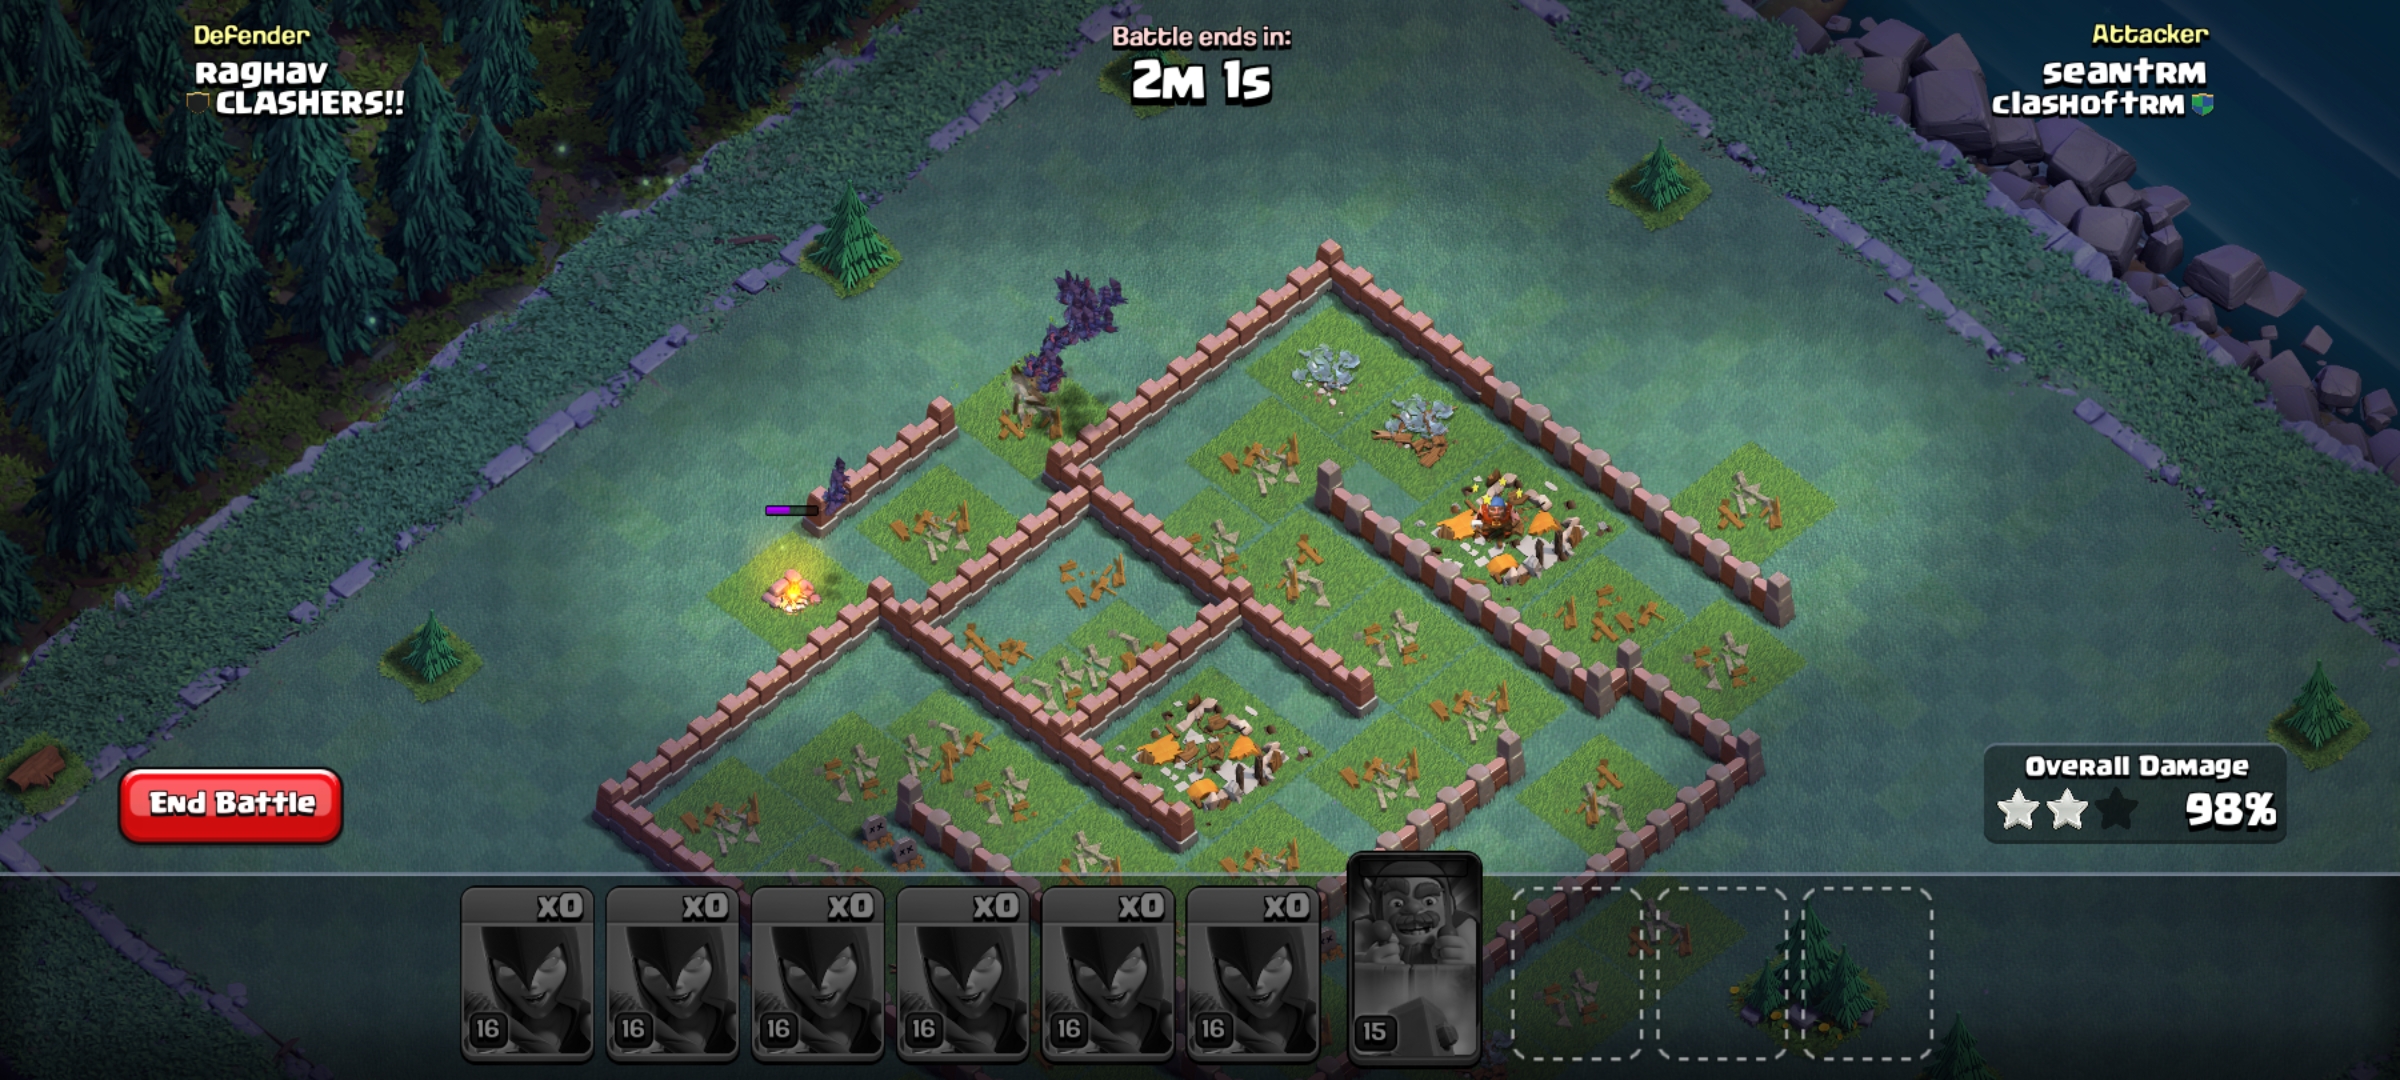 Defender
RAGHAV
CLASHERS!!
Battle ends in:
2M 1S
Attacker
seantRM
clashoftRM
End Battle
Overall Damage
98%
x0
x0
x0
x0
x0
x0
16
16
16
16
16
16
15